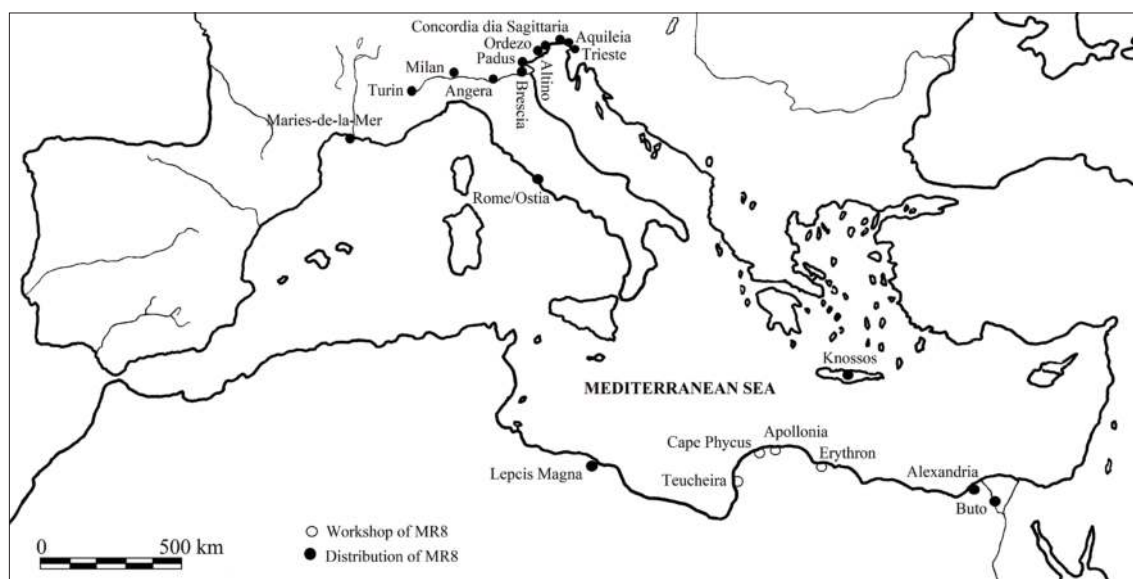 Concordia dia Sagittaria
Ordezo
Aquileia
Padus
Trieste
Milan
Altino
Turin
Angera
Brescia
Maries-de-la-Mer
Rome/Ostia
Knossos
MEDITERRANEAN SEA
Cape Phycus
Apollonia
Erythron
Lepcis Magna
Teucheira
Alexandria
Buto
Workshop of MR8
0 500 km
Distribution of MR8